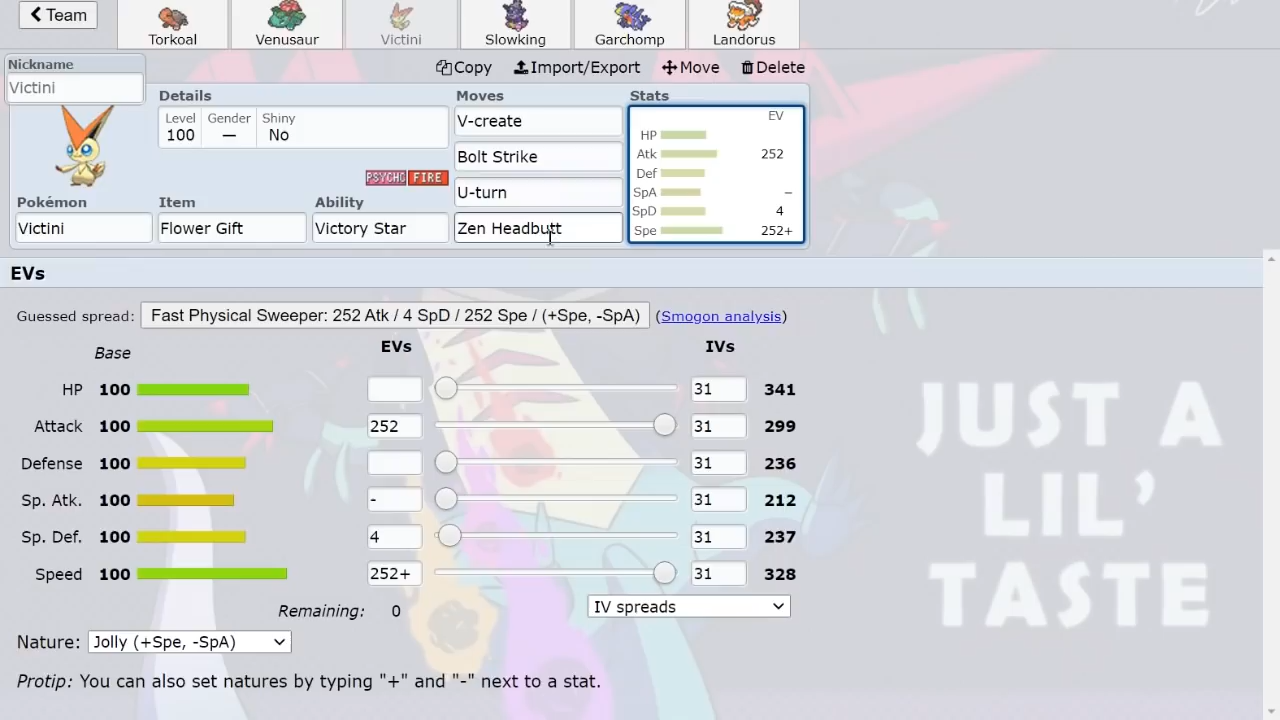 Team
Torkoal
Venusaur
Victini
Slowking
Garchomp
Landorus
Nickname
Victini
Copy
Import/Export
Move
Delete
Details
Level
100
Gender
—
Shiny
No
PSYCHC FIRE
Moves
V-create
Bolt Strike
U-turn
Zen Headbutt
Stats
EV
HP
Atk 252
Def
SpA –
SpD 4
Spe 252+
Pokémon
Victini
Item
Flower Gift
Ability
Victory Star
EVs
Guessed spread: Fast Physical Sweeper: 252 Atk / 4 SpD / 252 Spe / (+Spe, -SpA) (Smogon analysis)
Base EVs IVs
HP 100 31 341
Attack 100 252 31 299
Defense 100 31 236
Sp. Atk. 100 - 31 212
Sp. Def. 100 4 31 237
Speed 100 252+ 31 328
Remaining: 0 IV spreads
Nature: Jolly (+Spe, -SpA)
Protip: You can also set natures by typing "+" and "-" next to a stat.
JUST A
LIL'
TASTE